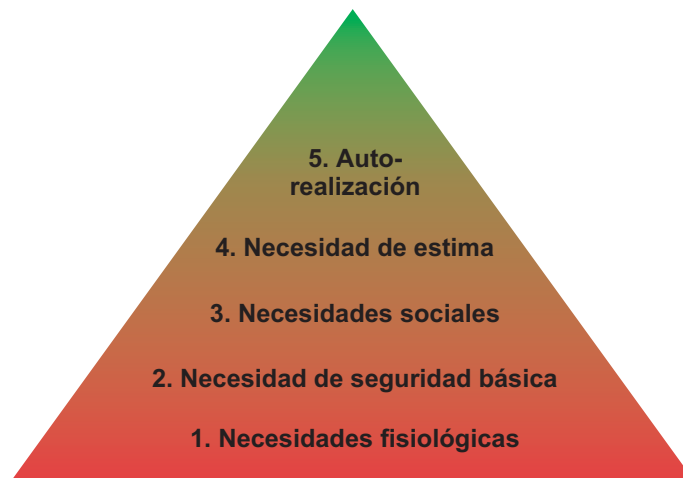 5. Auto-
realización
4. Necesidad de estima
3. Necesidades sociales
2. Necesidad de seguridad básica
1. Necesidades fisiológicas